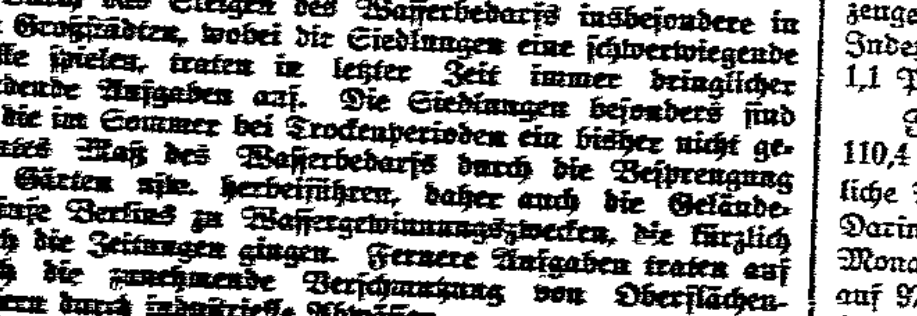 des Steigen des Wasserbedarfs insbesondere in
Großstädten, wobei die Siedlungen eine schwerwiegende
spielen, traten in letzter Zeit immer dringlicher
Aufgaben auf. Die Siedlungen besonders sind
die im Sommer bei Trockenperioden ein bisher nicht ge-
Maß des Wasserbedarfs durch die Besprengung
Gärten usw. herbeiführen, daher auch die Gelände-
Berlins zu Wassergewinnungszwecken, die kürzlich
die Zeitungen gingen. Fernere Aufgaben traten auf
die zunehmende Verschmutzung von Oberflächen-
durch industrielle
zeuge
Inde
1,1
110,4
liche
Darin
Mona
auf